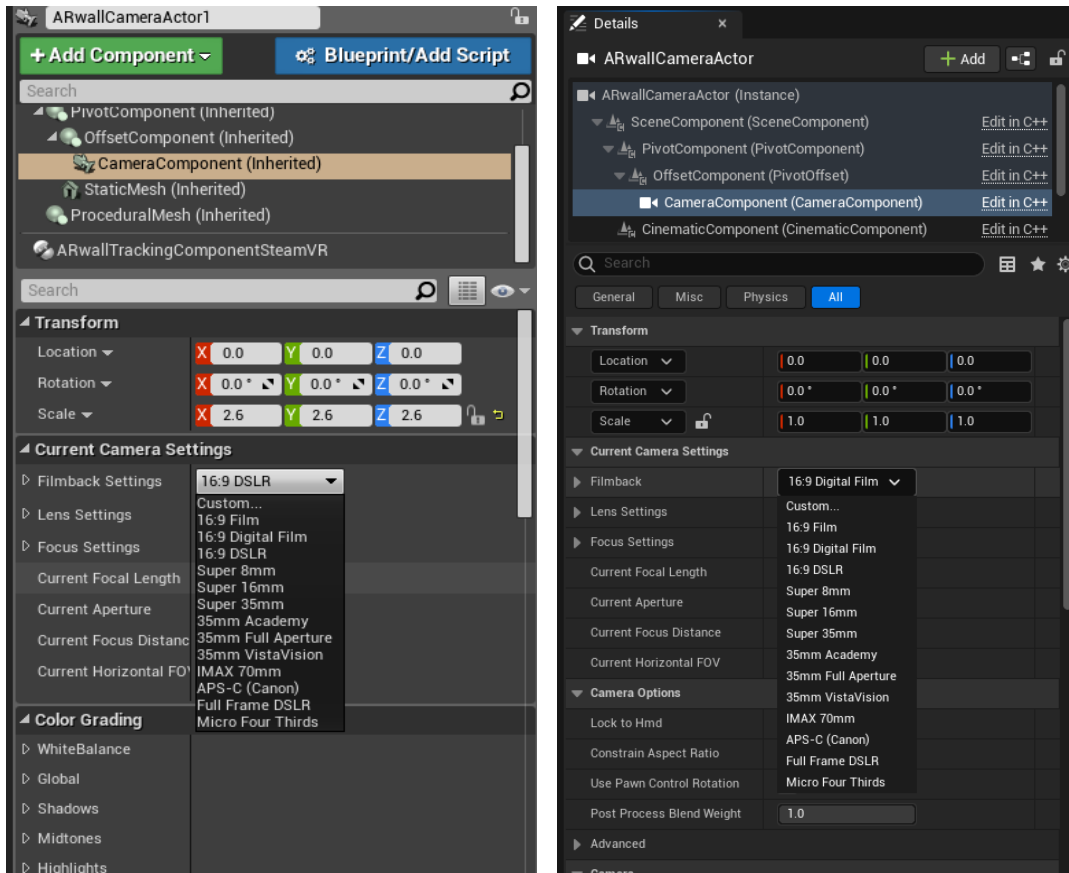 ARwallCameraActor1
+ Add Component
Blueprint/Add Script
Search
PivotComponent (Inherited)
OffsetComponent (Inherited)
CameraComponent (Inherited)
StaticMesh (Inherited)
ProceduralMesh (Inherited)
ARwallTrackingComponentSteamVR
Search
Transform
Location X 0.0 Y 0.0 Z 0.0
Rotation X 0.0 ° Y 0.0 ° Z 0.0 °
Scale X 2.6 Y 2.6 Z 2.6
Current Camera Settings
Filmback Settings 16:9 DSLR
Lens Settings
Focus Settings
Current Focal Length
Current Aperture
Current Focus Distanc
Current Horizontal FO
Custom...
16:9 Film
16:9 Digital Film
16:9 DSLR
Super 8mm
Super 16mm
Super 35mm
35mm Academy
35mm Full Aperture
35mm VistaVision
IMAX 70mm
APS-C (Canon)
Full Frame DSLR
Micro Four Thirds
Color Grading
WhiteBalance
Global
Shadows
Midtones
Highlights
Details ×
ARwallCameraActor + Add
ARwallCameraActor (Instance)
SceneComponent (SceneComponent) Edit in C++
PivotComponent (PivotComponent) Edit in C++
OffsetComponent (PivotOffset) Edit in C++
CameraComponent (CameraComponent) Edit in C++
CinematicComponent (CinematicComponent) Edit in C++
Search
General Misc Physics All
Transform
Location 0.0 0.0 0.0
Rotation 0.0 ° 0.0 ° 0.0 °
Scale 1.0 1.0 1.0
Current Camera Settings
Filmback 16:9 Digital Film
Lens Settings
Focus Settings
Current Focal Length
Current Aperture
Current Focus Distance
Current Horizontal FOV
Custom...
16:9 Film
16:9 Digital Film
16:9 DSLR
Super 8mm
Super 16mm
Super 35mm
35mm Academy
35mm Full Aperture
35mm VistaVision
IMAX 70mm
APS-C (Canon)
Full Frame DSLR
Micro Four Thirds
Camera Options
Lock to Hmd
Constrain Aspect Ratio
Use Pawn Control Rotation
Post Process Blend Weight 1.0
Advanced
Camera